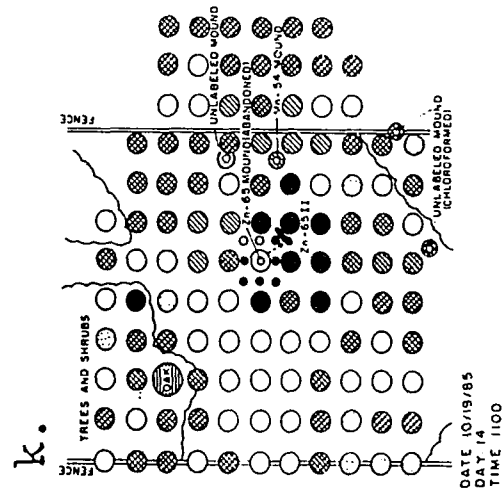 k.
FENCE
TREES AND SHRUBS
OAK
FENCE
UNLABELED MOUND
Zn-65 MOUND(ABANDONED)
Mn-54 MOUND
Zn-65 II
UNLABELED MOUND
(CHLOROFORMED)
DATE 10/19/85
DAY 14
TIME 1100